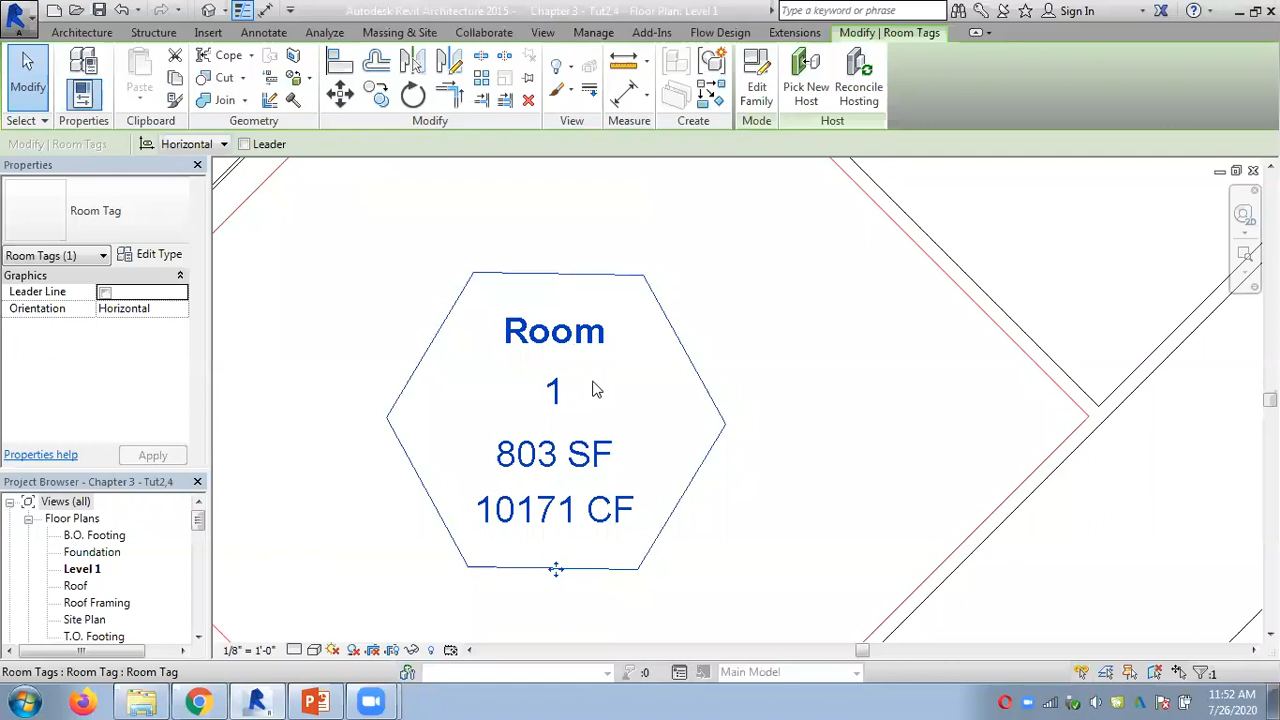 Autodesk Revit Architecture 2015 - Chapter 3 - Tut2,4 - Floor Plan: Level 1
Type a keyword or phrase
Sign In
Architecture Structure Insert Annotate Analyze Massing & Site Collaborate View Manage Add-Ins Flow Design Extensions Modify | Room Tags
Modify
Paste
Cope
Cut
Join
Edit Family
Pick New Host
Reconcile Hosting
Select Properties Clipboard Geometry Modify View Measure Create Mode Host
Modify | Room Tags
Horizontal
Leader
Properties
Room Tag
Room Tags (1)
Edit Type
Graphics
Leader Line
Orientation Horizontal
Properties help
Apply
Project Browser - Chapter 3 - Tut2,4
Views (all)
Floor Plans
B.O. Footing
Foundation
Level 1
Roof
Roof Framing
Site Plan
T.O. Footing
Room
1
803 SF
10171 CF
2D
1/8" = 1'-0"
Room Tags : Room Tag : Room Tag
:0
Main Model
:1
11:52 AM
7/26/2020